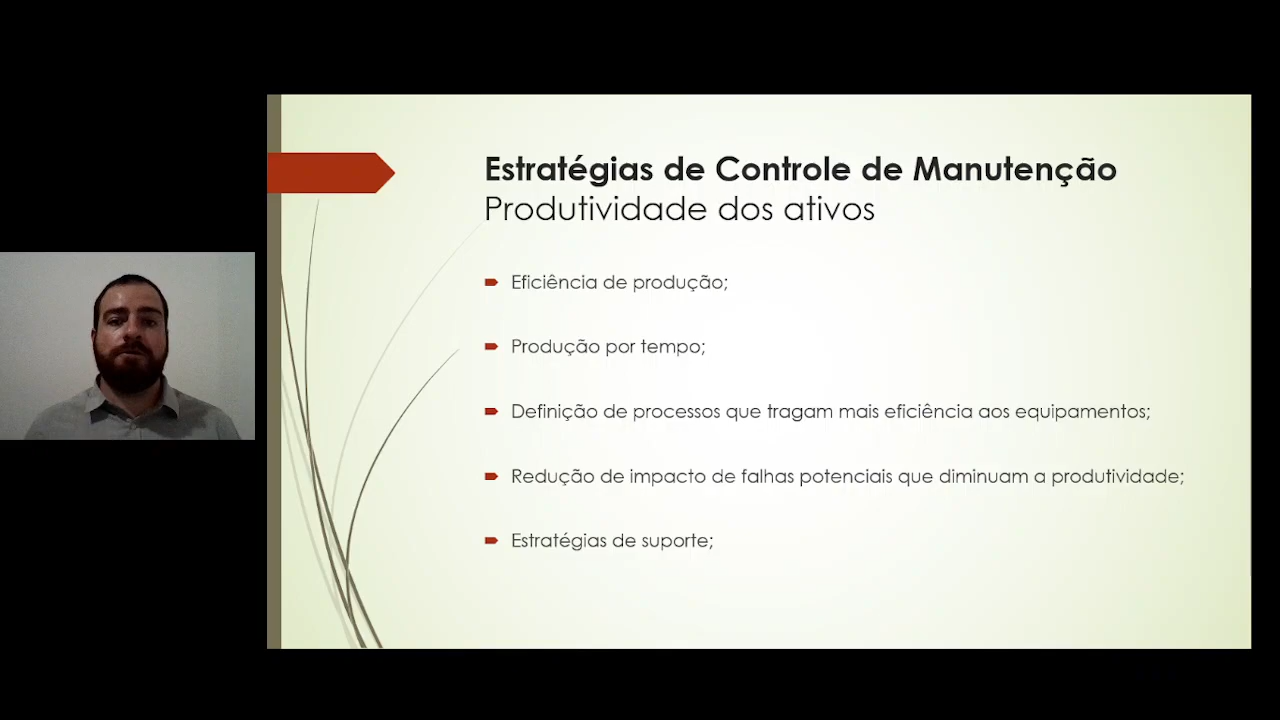 Estratégias de Controle de Manutenção
Produtividade dos ativos
Eficiência de produção;
Produção por tempo;
Definição de processos que tragam mais eficiência aos equipamentos;
Redução de impacto de falhas potenciais que diminuam a produtividade;
Estratégias de suporte;